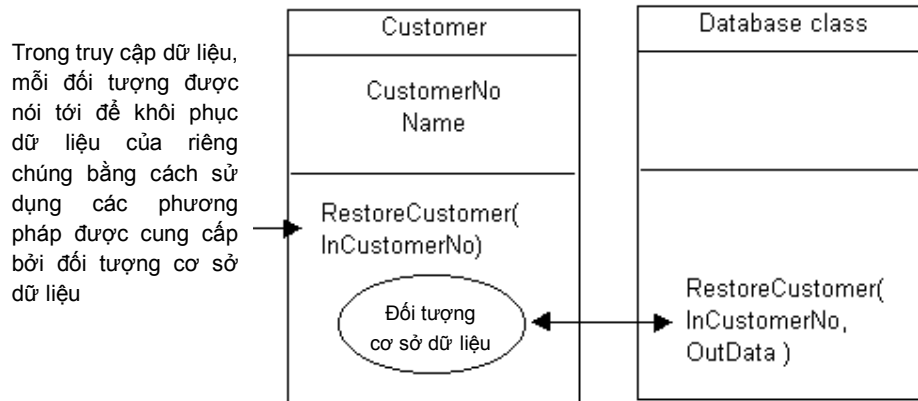 Trong truy cập dữ liệu,
mỗi đối tượng được
nói tới để khôi phục
dữ liệu của riêng
chúng bằng cách sử
dụng các phương
pháp được cung cấp
bởi đối tượng cơ sở
dữ liệu
Customer
CustomerNo
Name
RestoreCustomer(
InCustomerNo)
Đối tượng
cơ sở dữ liệu
Database class
RestoreCustomer(
InCustomerNo,
OutData )